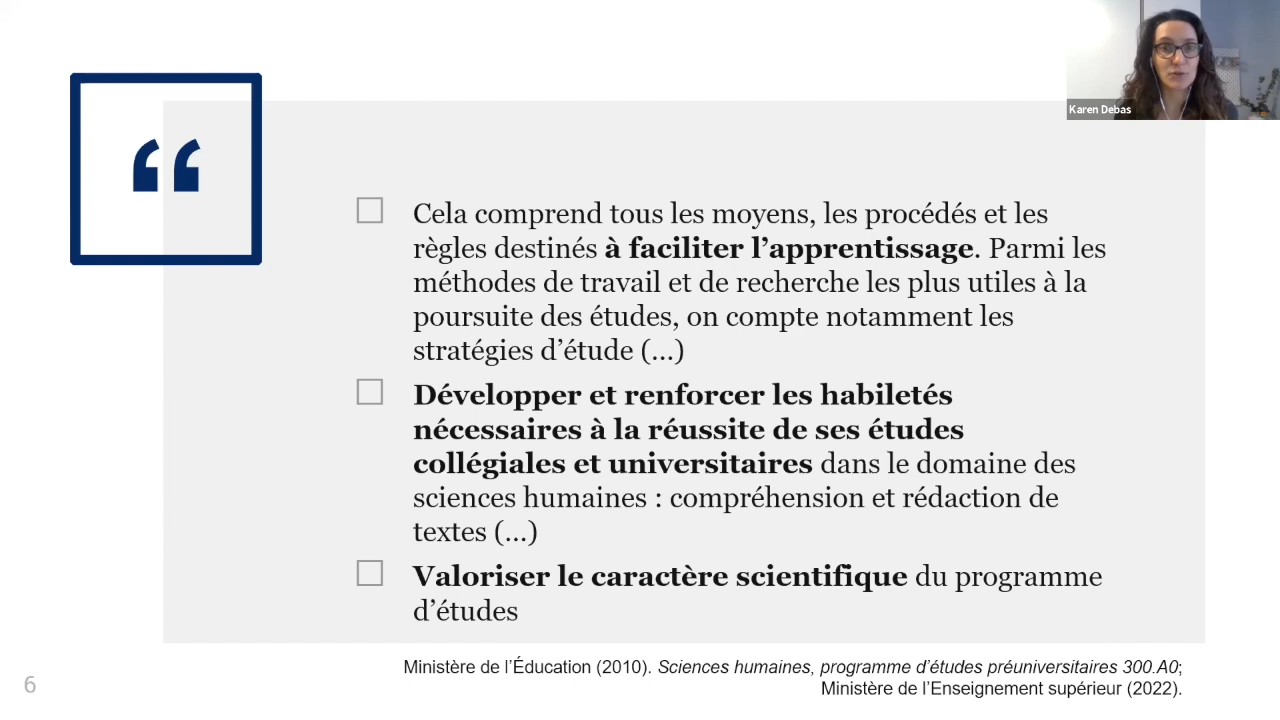 Karen Debas
“
☐ Cela comprend tous les moyens, les procédés et les
règles destinés à faciliter l’apprentissage. Parmi les
méthodes de travail et de recherche les plus utiles à la
poursuite des études, on compte notamment les
stratégies d’étude (...)
☐ Développer et renforcer les habiletés
nécessaires à la réussite de ses études
collégiales et universitaires dans le domaine des
sciences humaines : compréhension et rédaction de
textes (...)
☐ Valoriser le caractère scientifique du programme
d’études
Ministère de l’Éducation (2010). Sciences humaines, programme d’études préuniversitaires 300.A0;
Ministère de l’Enseignement supérieur (2022).
6